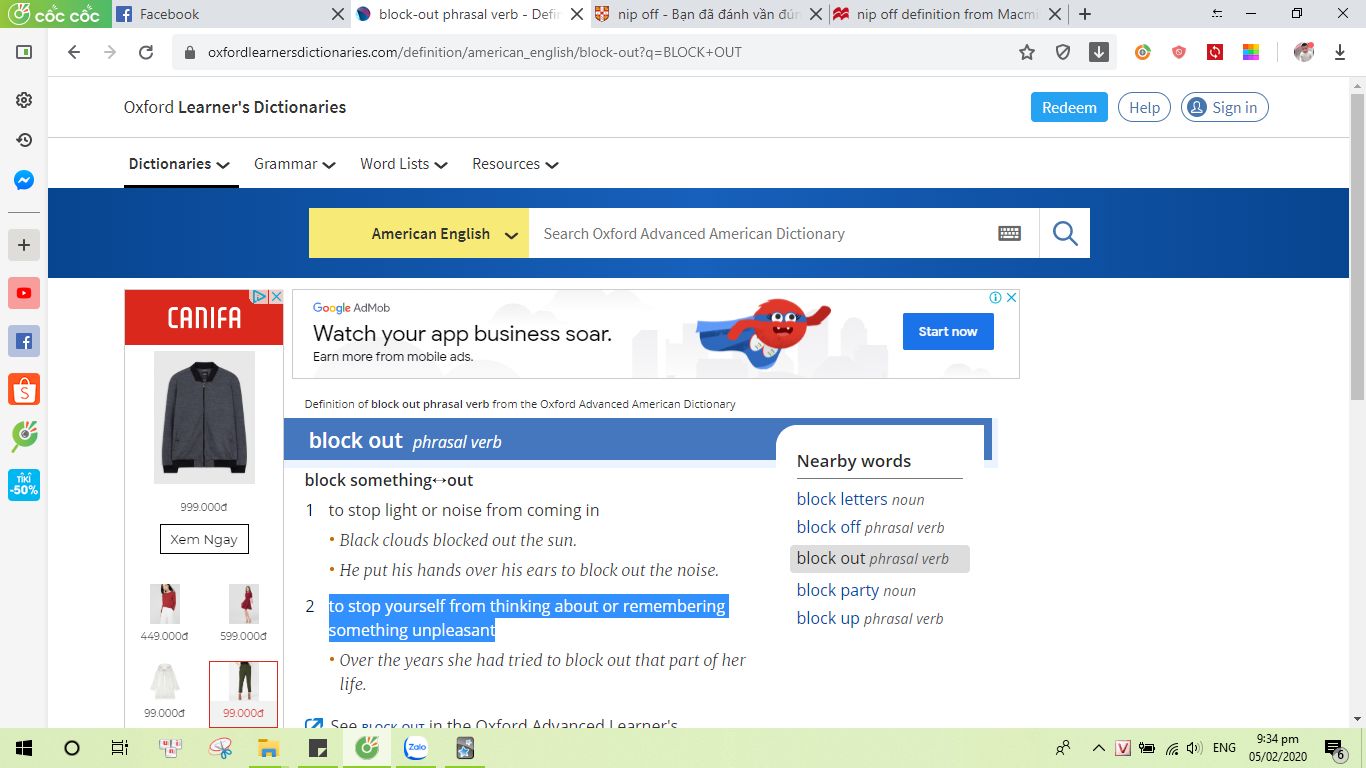 cốc cốc
Facebook
block-out phrasal verb - Defin
nip off - Bạn đã đánh vần đún
nip off definition from Macmi
oxfordlearnersdictionaries.com/definition/american_english/block-out?q=BLOCK+OUT
Oxford Learner's Dictionaries
Redeem
Help
Sign in
Dictionaries
Grammar
Word Lists
Resources
American English
Search Oxford Advanced American Dictionary
CANIFA
999.000đ
Xem Ngay
449.000đ
599.000đ
99.000đ
99.000đ
Google AdMob
Watch your app business soar.
Earn more from mobile ads.
Start now
Definition of block out phrasal verb from the Oxford Advanced American Dictionary
block out phrasal verb
block something↔out
1 to stop light or noise from coming in
• Black clouds blocked out the sun.
• He put his hands over his ears to block out the noise.
2 to stop yourself from thinking about or remembering
something unpleasant
• Over the years she had tried to block out that part of her
life.
See BLOCK OUT in the Oxford Advanced Learner's
Nearby words
block letters noun
block off phrasal verb
block out phrasal verb
block party noun
block up phrasal verb
TIKI
-50%
Zalo
V
ENG
9:34 pm
05/02/2020
6